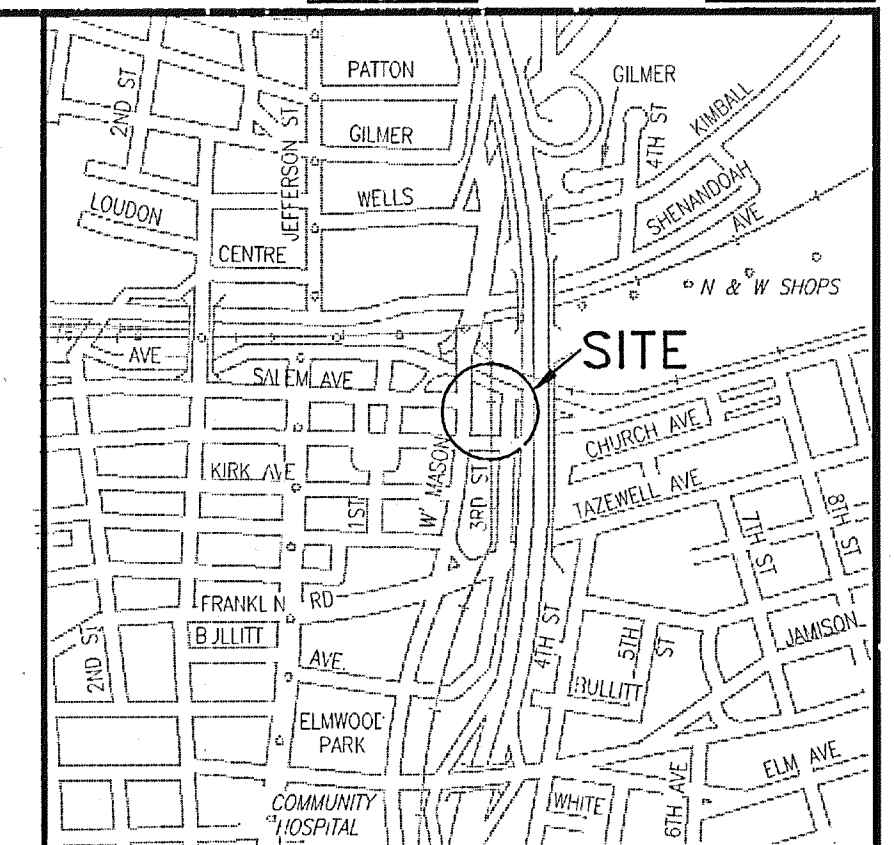 PATTON
GILMER
2ND ST
JEFFERSON ST
GILMER
4TH ST
KIMBALL
LOUDON
WELLS
SHENANDOAH
AVE
CENTRE
N & W SHOPS
SITE
AVE
SALEM AVE
CHURCH AVE
KIRK AVE
1ST
W' MASON
3RD ST
TAZEWELL AVE
7TH ST
8TH ST
FRANKL N RD
B JLLITT
AVE.
2ND ST
4TH ST
5TH ST
BULLITT
JAMISON
ELMWOOD
PARK
ELM AVE
COMMUNITY
HOSPITAL
WHITE
6TH AVE